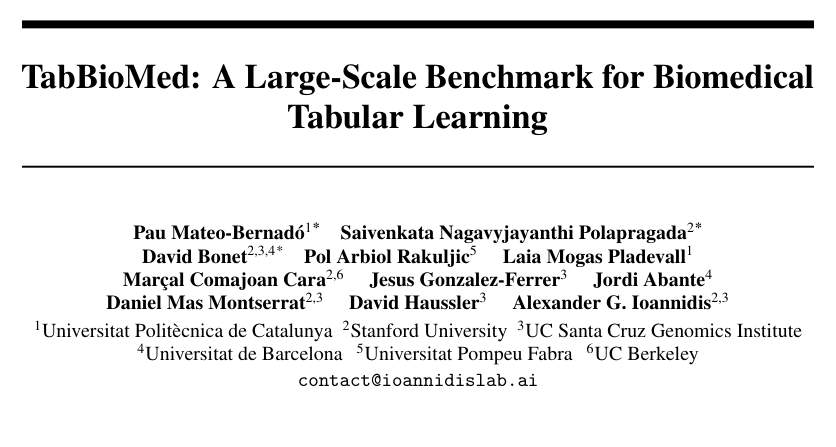 TabBioMed: A Large-Scale Benchmark for Biomedical
Tabular Learning
Pau Mateo-Bernadó1* Saivenkata Nagavyjayanthi Polapragada2*
David Bonet2,3,4* Pol Arbiol Rakuljic5 Laia Mogas Pladevall1
Marçal Comajoan Cara2,6 Jesus Gonzalez-Ferrer3 Jordi Abante4
Daniel Mas Montserrat2,3 David Haussler3 Alexander G. Ioannidis2,3
1Universitat Politècnica de Catalunya 2Stanford University 3UC Santa Cruz Genomics Institute
4Universitat de Barcelona 5Universitat Pompeu Fabra 6UC Berkeley
contact@ioannidislab.ai